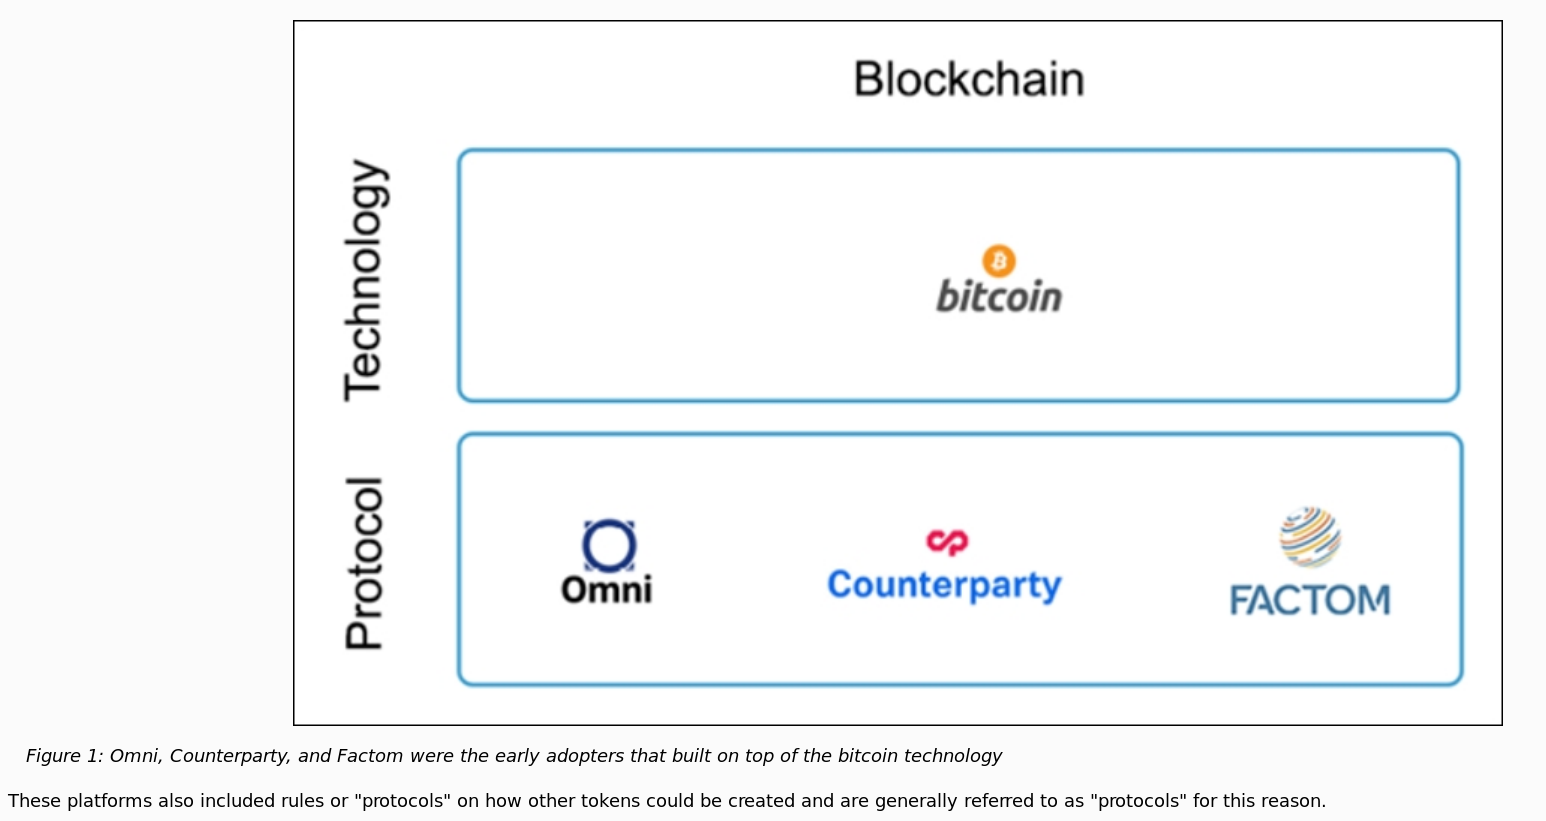 Blockchain
Technology
bitcoin
Protocol
Omni
Counterparty
FACTOM
Figure 1: Omni, Counterparty, and Factom were the early adopters that built on top of the bitcoin technology
These platforms also included rules or "protocols" on how other tokens could be created and are generally referred to as "protocols" for this reason.